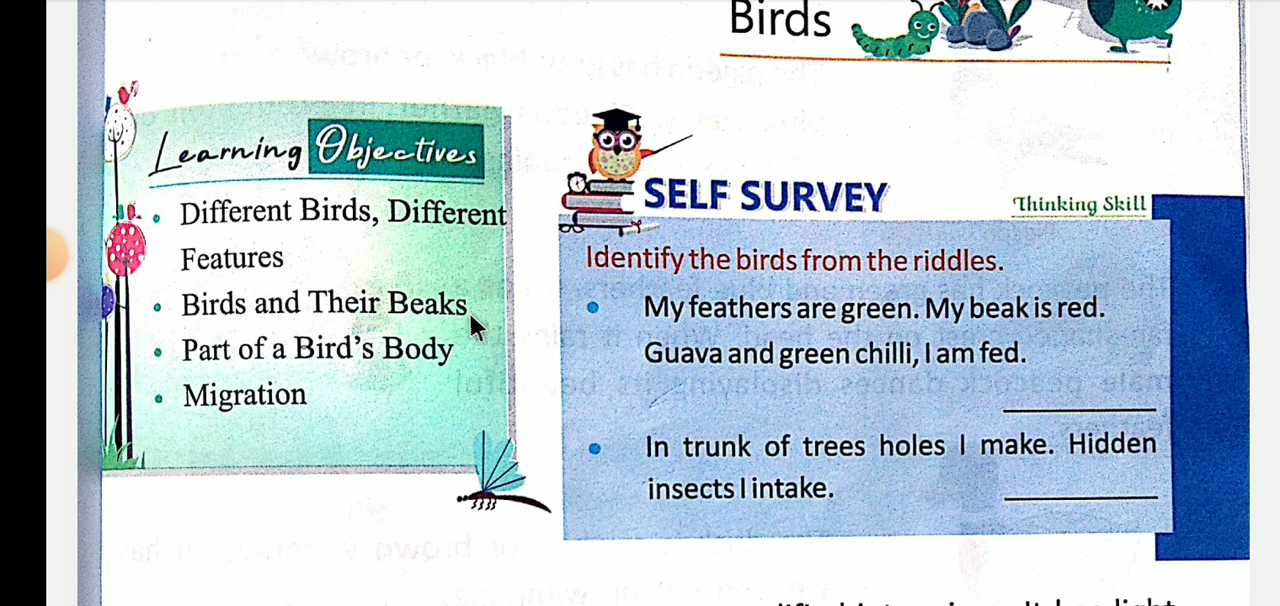 Birds
Learning Objectives
• Different Birds, Different
Features
• Birds and Their Beaks
• Part of a Bird's Body
• Migration
SELF SURVEY
Thinking Skill
Identify the birds from the riddles.
• My feathers are green. My beak is red.
Guava and green chilli, I am fed.
• In trunk of trees holes I make. Hidden
insects I intake.
light